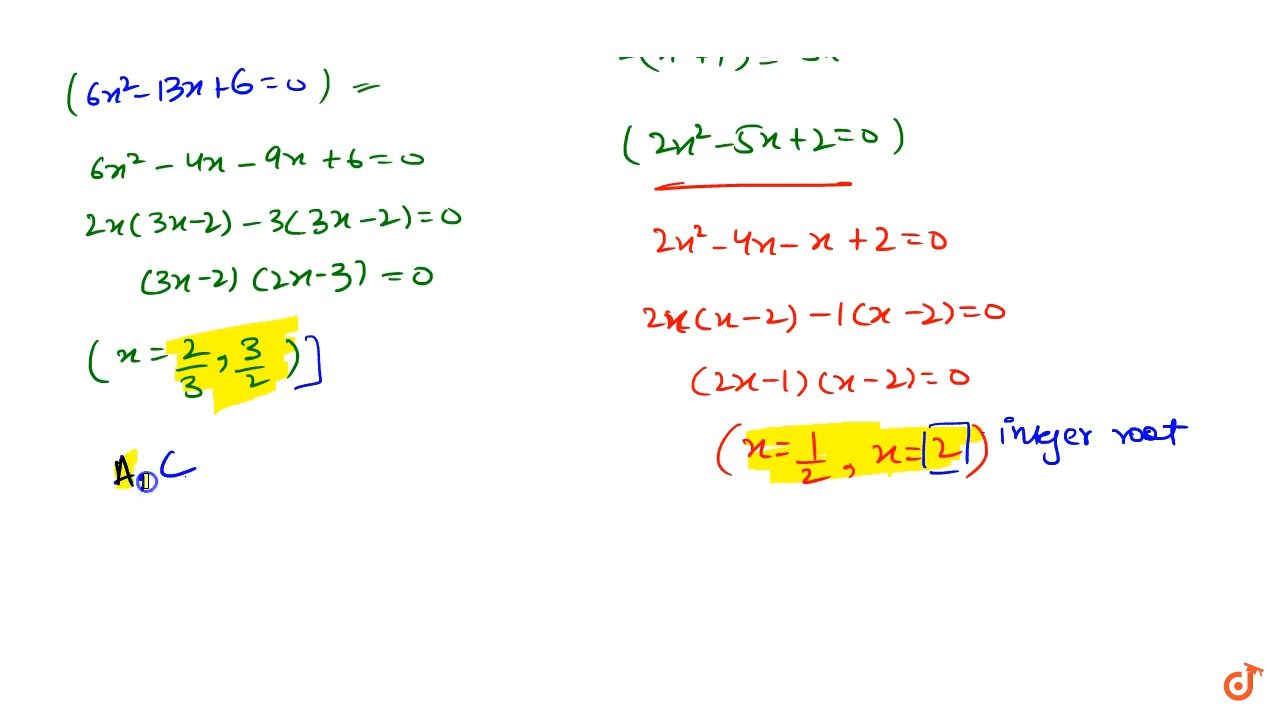 (6x²-13x+6=0) =
6x² - 4x - 9x + 6 = 0
2x(3x-2) - 3(3x-2) = 0
(3x-2) (2x-3) = 0
(x = 2/3, 3/2)]
A, C
(2x²-5x+2=0)
2x²-4x-x+2=0
2x(x-2) -1(x-2)=0
(2x-1) (x-2)=0
(x=1/2, x=2) integer root